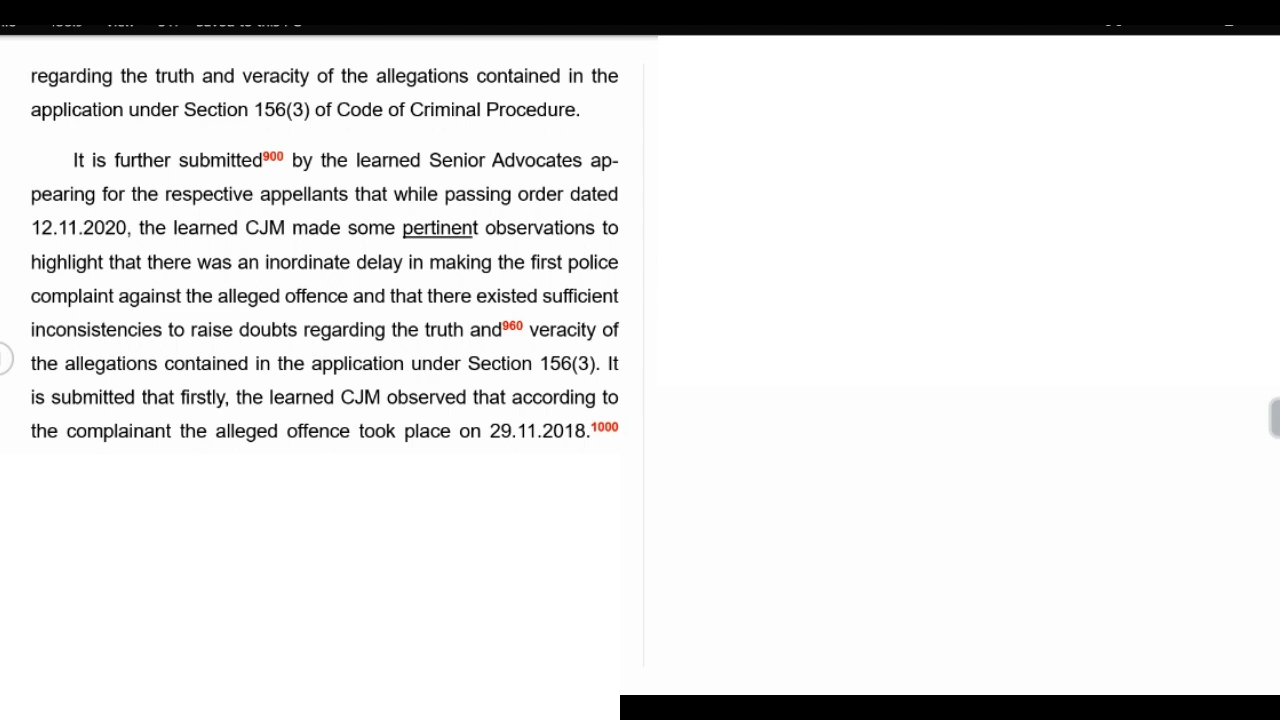 regarding the truth and veracity of the allegations contained in the
application under Section 156(3) of Code of Criminal Procedure.
It is further submitted900 by the learned Senior Advocates ap-
pearing for the respective appellants that while passing order dated
12.11.2020, the learned CJM made some pertinent observations to
highlight that there was an inordinate delay in making the first police
complaint against the alleged offence and that there existed sufficient
inconsistencies to raise doubts regarding the truth and960 veracity of
the allegations contained in the application under Section 156(3). It
is submitted that firstly, the learned CJM observed that according to
the complainant the alleged offence took place on 29.11.2018.1000